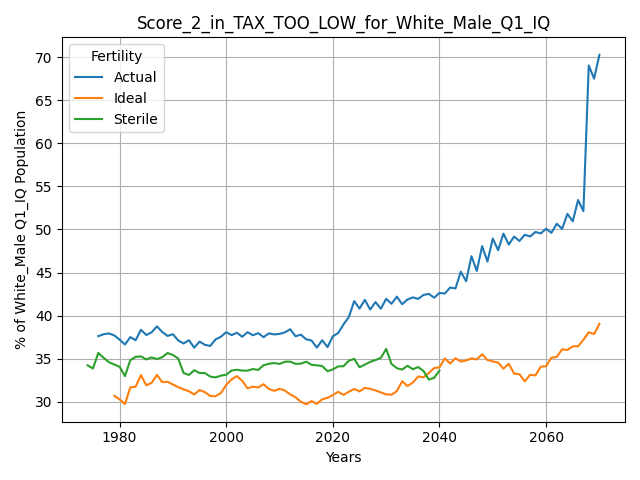 Score_2_in_TAX_TOO_LOW_for_White_Male_Q1_IQ
Fertility
Actual
Ideal
Sterile
% of White_Male Q1_IQ Population
70
65
60
55
50
45
40
35
30
1980
2000
2020
2040
2060
Years